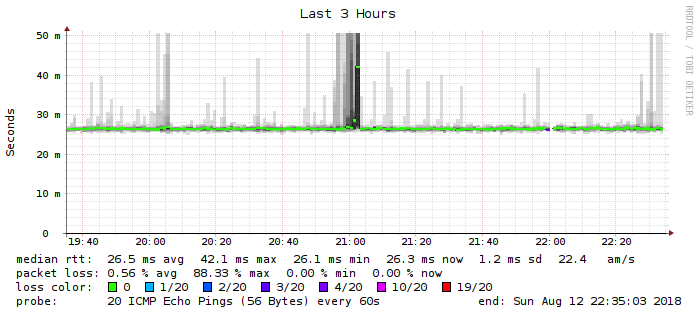 Last 3 Hours
RRDTOOL / TOBI OETIKER
Seconds
50 m
40 m
30 m
20 m
10 m
0
19:40 20:00 20:20 20:40 21:00 21:20 21:40 22:00 22:20
median rtt: 26.5 ms avg 42.1 ms max 26.1 ms min 26.3 ms now 1.2 ms sd 22.4 am/s
packet loss: 0.56 % avg 88.33 % max 0.00 % min 0.00 % now
loss color: 0 1/20 2/20 3/20 4/20 10/20 19/20
probe: 20 ICMP Echo Pings (56 Bytes) every 60s end: Sun Aug 12 22:35:03 2018